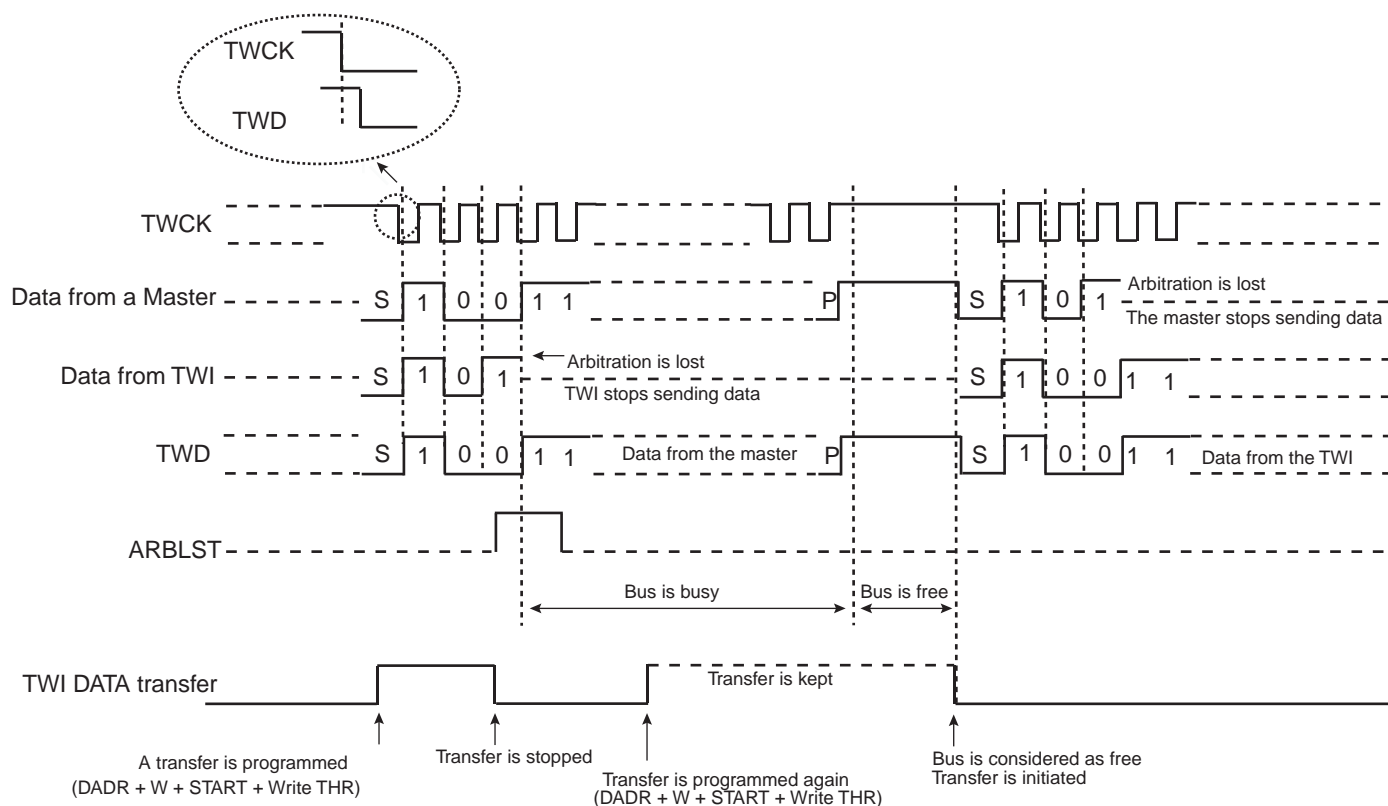 TWCK
TWD
TWCK
Data from a Master
S 1 0 0 1 1
P
S 1 0 1
Arbitration is lost
The master stops sending data
Data from TWI
S 1 0 1
Arbitration is lost
TWI stops sending data
S 1 0 0 1 1
TWD
S 1 0 0 1 1
Data from the master
P
S 1 0 0 1 1
Data from the TWI
ARBLST
Bus is busy
Bus is free
TWI DATA transfer
Transfer is kept
A transfer is programmed
(DADR + W + START + Write THR)
Transfer is stopped
Transfer is programmed again
(DADR + W + START + Write THR)
Bus is considered as free
Transfer is initiated